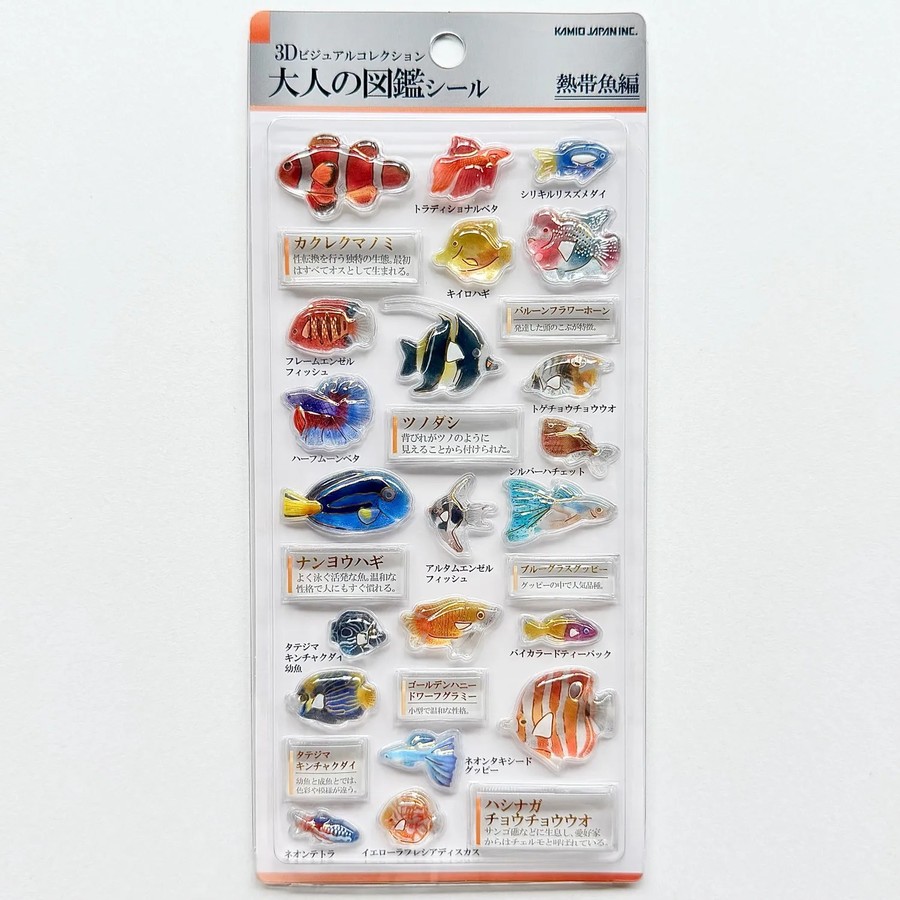 KAMIO JAPAN INC.
3Dビジュアルコレクション
大人の図鑑シール
熱帯魚編
トラディショナルベタ
シリキルリスズメダイ
カクレクマノミ
性転換を行う独特の生態。最初
はすべてオスとして生まれる。
キイロハギ
バルーンフラワーホーン
発達した頭のこぶが特徴。
フレームエンゼル
フィッシュ
トゲチョウチョウウオ
ハーフムーンベタ
ツノダシ
背びれがツノのように
見えることから付けられた。
シルバーハチェット
ナンヨウハギ
よく泳ぐ活発な魚。温和な
性格で人にもすぐ慣れる。
アルタムエンゼル
フィッシュ
ブルーグラスグッピー
グッピーの中で人気品種。
タテジマ
キンチャクダイ
幼魚
バイカラードティーバック
ゴールデンハニー
ドワーフグラミー
小型で温和な性格。
タテジマ
キンチャクダイ
幼魚と成魚とでは、
色彩や模様が違う。
ネオンタキシード
グッピー
ハシナガ
チョウチョウウオ
サンゴ礁などに生息し、愛好家
からはチェルモと呼ばれている。
ネオンテトラ
イエローラフレシアディスカス